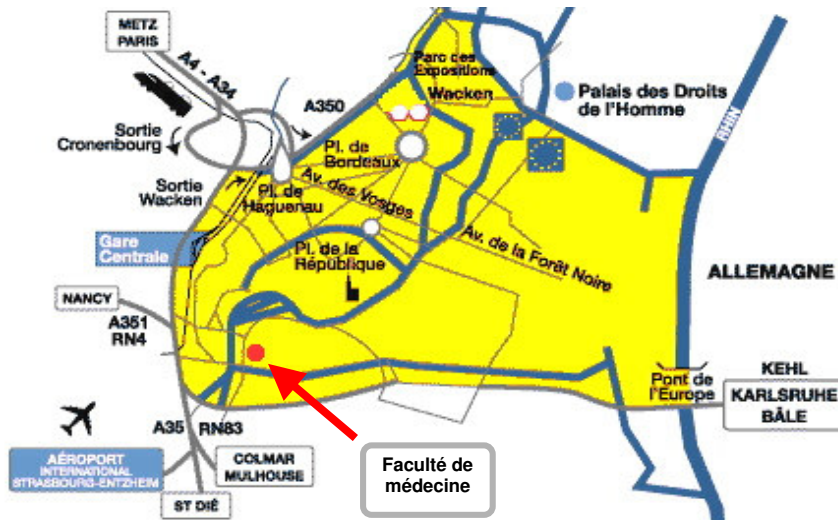 METZ
PARIS
A4 - A34
A350
Parc des
Expositions
Wacken
Palais des Droits
de l'Homme
RHIN
Sortie
Cronenbourg
Pl. de
Bordeaux
Sortie
Wacken
Pl. de
Haguenau
Av. des Vosges
Gare
Centrale
Pl. de la
République
Av. de la Forêt Noire
ALLEMAGNE
NANCY
A351
RN4
Pont de
l'Europe
KEHL
KARLSRUHE
BÂLE
A35
RN83
AÉROPORT
INTERNATIONAL
STRASBOURG-ENTZHEIM
COLMAR
MULHOUSE
ST DIÉ
Faculté de
médecine